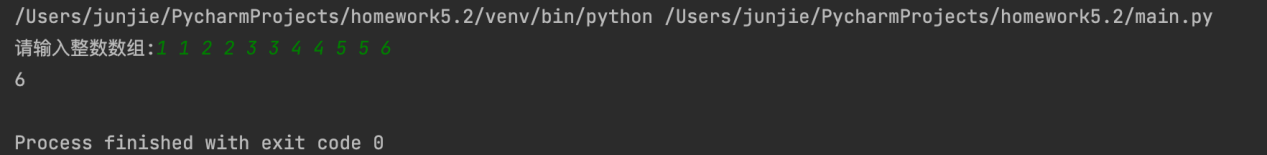 /Users/junjie/PycharmProjects/homework5.2/venv/bin/python /Users/junjie/PycharmProjects/homework5.2/main.py
请输入整数数组:1 1 2 2 3 3 4 4 5 5 6
6
Process finished with exit code 0